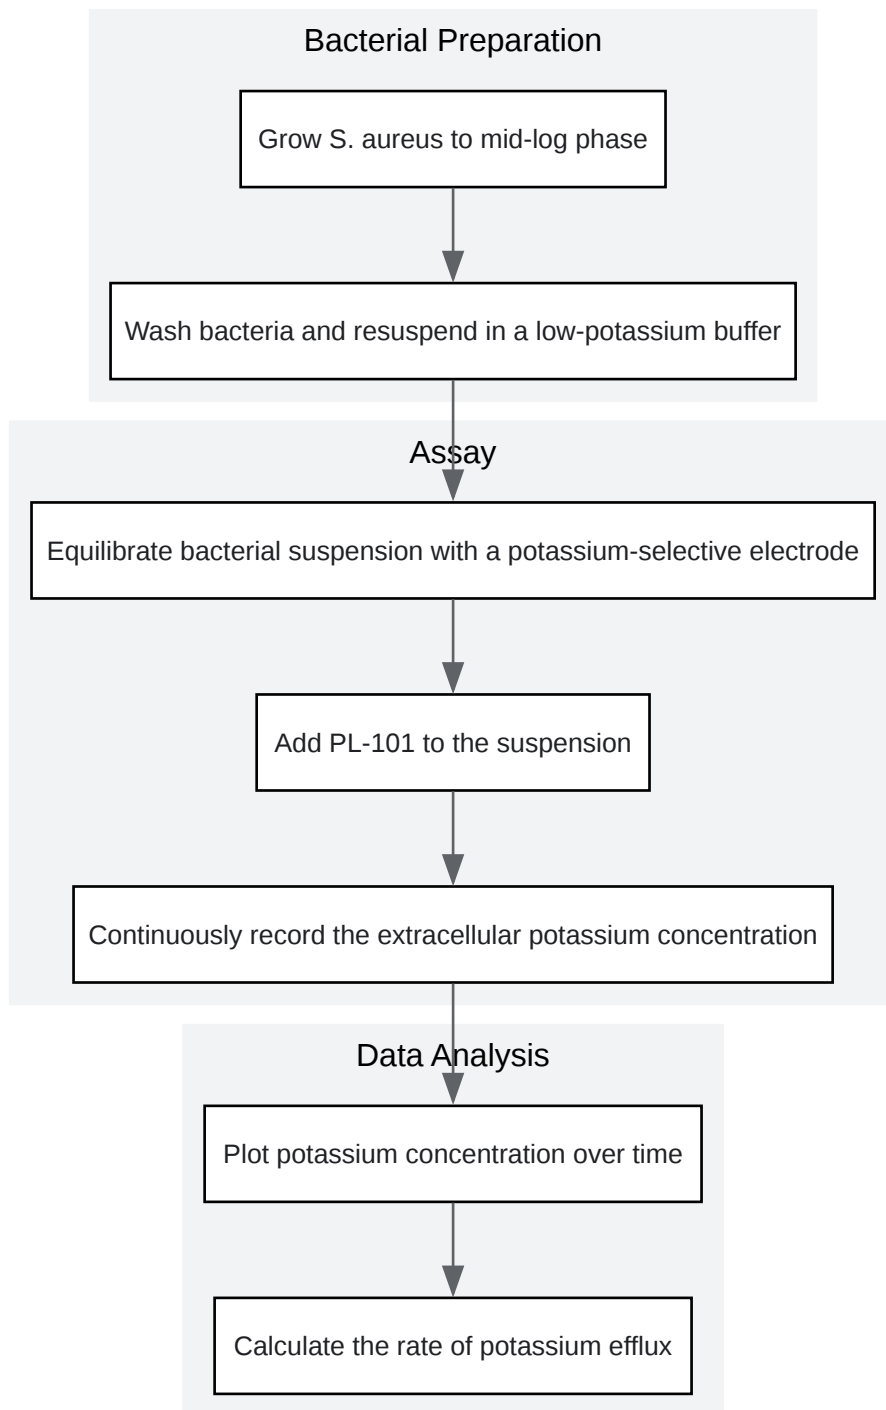 Bacterial Preparation
Grow S. aureus to mid-log phase
Wash bacteria and resuspend in a low-potassium buffer
Assay
Equilibrate bacterial suspension with a potassium-selective electrode
Add PL-101 to the suspension
Continuously record the extracellular potassium concentration
Data Analysis
Plot potassium concentration over time
Calculate the rate of potassium efflux